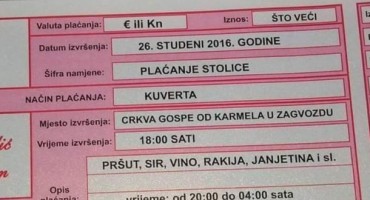 Valuta plaćanja: € ili Kn Iznos: ŠTO VEĆI
Datum izvršenja: 26. STUDENI 2016. GODINE
Šifra namjene: PLAĆANJE STOLICE
NAČIN PLAĆANJA: KUVERTA
Mjesto izvršenja: CRKVA GOSPE OD KARMELA U ZAGVOZDU
Vrijeme izvršenja: 18:00 SATI
PRŠUT, SIR, VINO, RAKIJA, JANJETINA i sl.
Opis
plaćanja: vrijeme: od 20:00 do 04:00 sata